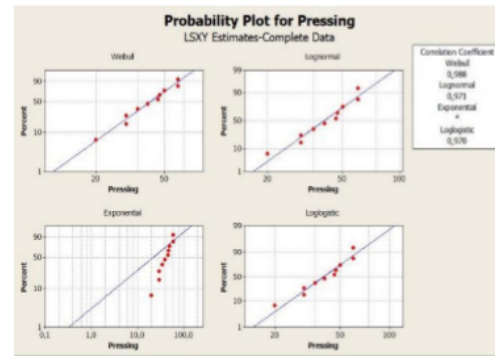 Probability Plot for Pressing
LSXY Estimates-Complete Data
Weibull
Lognormal
Correlation Coefficient
Weibull
0,988
Lognormal
0,971
Exponential
*
Loglogistic
0,970
Percent
90
50
10
1
20 50
Pressing
Percent
99
90
50
10
1
20 50 100
Pressing
Exponential
Loglogistic
Percent
90
50
10
1
0,1 1,0 10,0 100,0
Pressing
Percent
99
90
50
10
1
20 50 100
Pressing